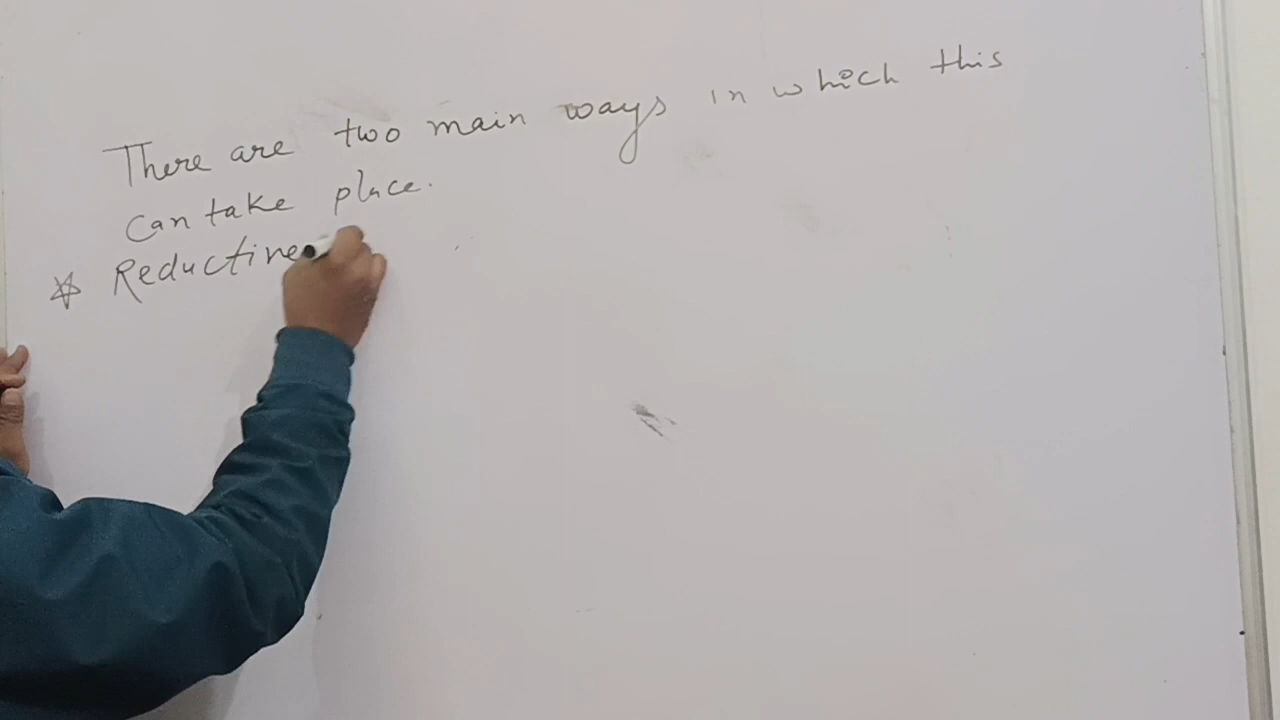 There are two main ways in which this
can take place.
☆ Reductive